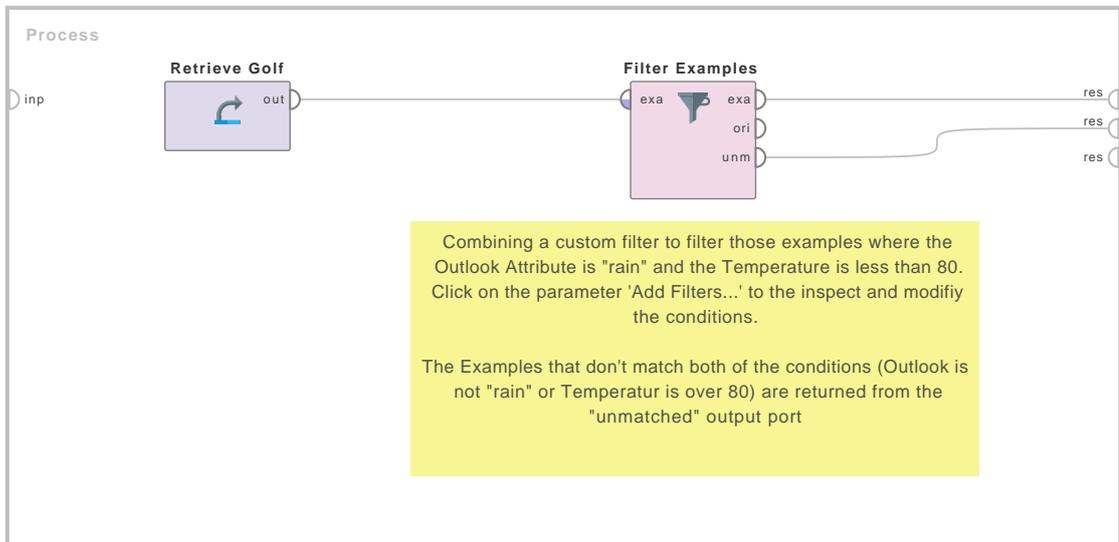 Process
Retrieve Golf
Filter Examples
inp
out
exa
exa
res
ori
res
unm
res
Combining a custom filter to filter those examples where the
Outlook Attribute is "rain" and the Temperature is less than 80.
Click on the parameter 'Add Filters...' to the inspect and modifiy
the conditions.
The Examples that don't match both of the conditions (Outlook is
not "rain" or Temperatur is over 80) are returned from the
"unmatched" output port